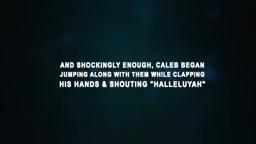 AND SHOCKINGLY ENOUGH, CALEB BEGAN
JUMPING ALONG WITH THEM WHILE CLAPPING
HIS HANDS & SHOUTING "HALLELUYAH"